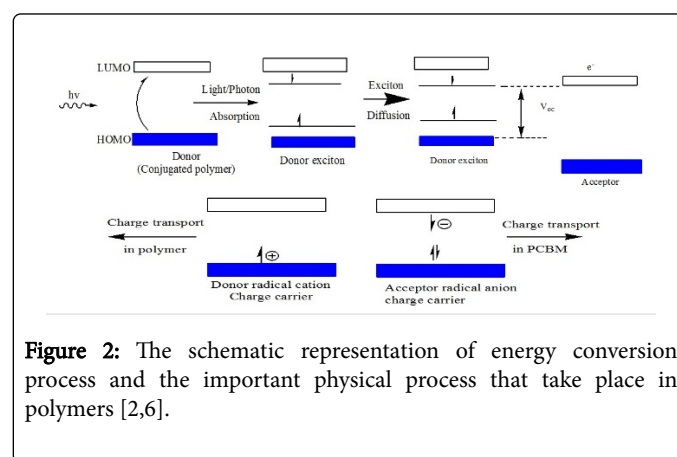 LUMO
hν
Light/Photon
Absorption
Exciton
Diffusion
e-
Voc
HOMO
Donor
(Conjugated polymer)
Donor exciton
Donor exciton
Acceptor
Charge transport
in polymer
⊕
Donor radical cation
Charge carrier
⊖
Acceptor radical anion
charge carrier
Charge transport
in PCBM
Figure 2: The schematic representation of energy conversion
process and the important physical process that take place in
polymers [2,6].